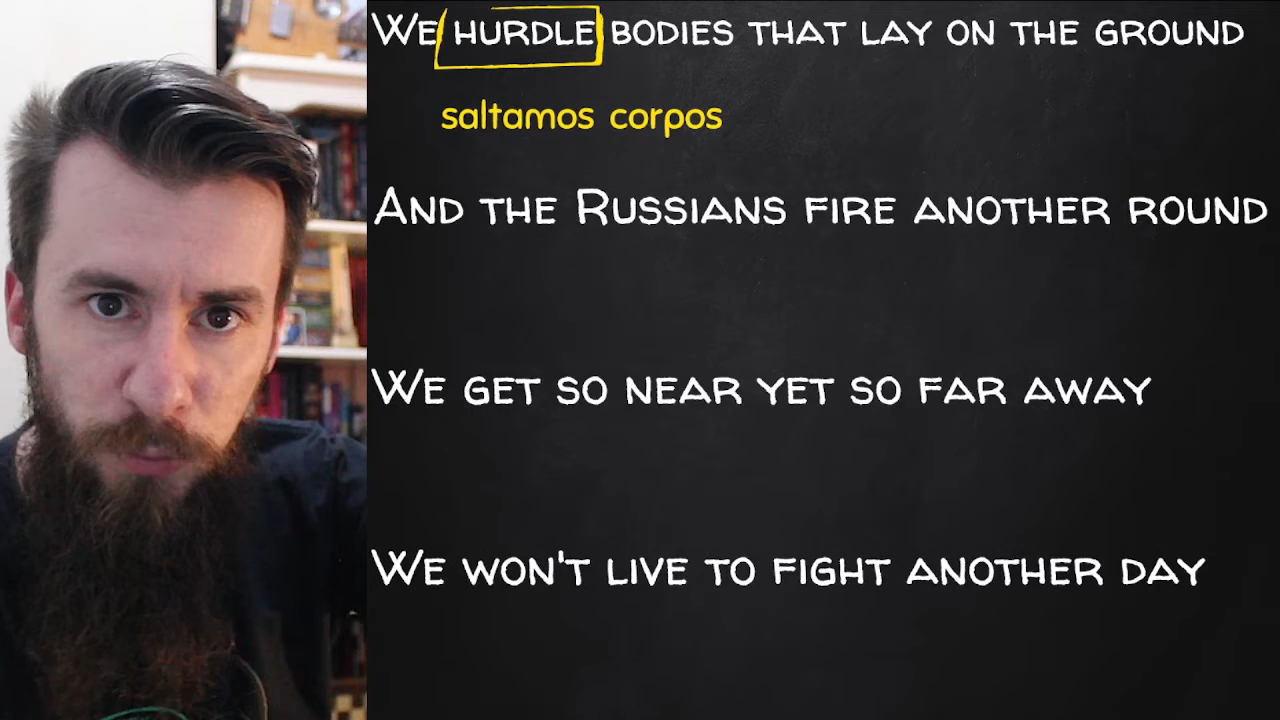 We hurdle bodies that lay on the ground
saltamos corpos
And the Russians fire another round
We get so near yet so far away
We won't live to fight another day